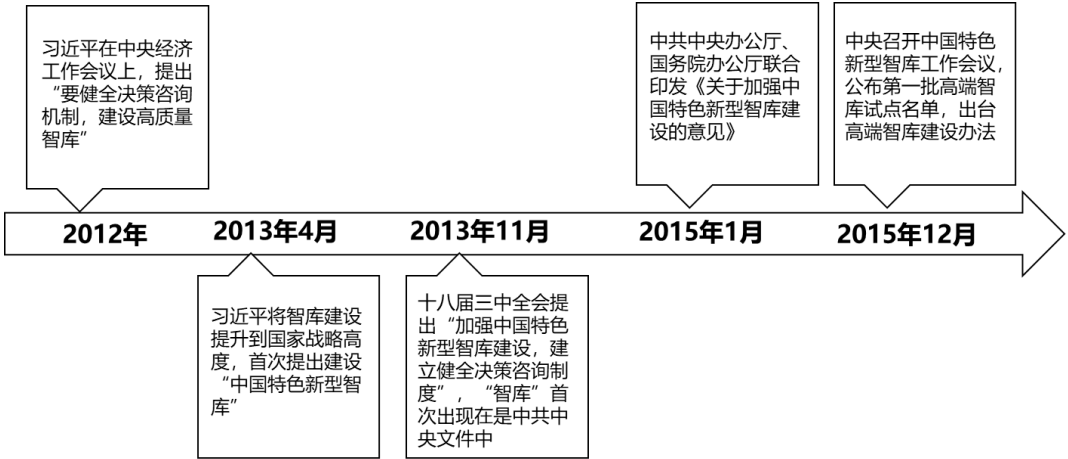 习近平在中央经济
工作会议上，提出
“要健全决策咨询
机制，建设高质量
智库”
中共中央办公厅、
国务院办公厅联合
印发《关于加强中
国特色新型智库建
设的意见》
中央召开中国特色
新型智库工作会议，
公布第一批高端智
库试点名单，出台
高端智库建设办法
2012年
2013年4月
2013年11月
2015年1月
2015年12月
习近平将智库建设
提升到国家战略高
度，首次提出建设
“中国特色新型智
库”
十八届三中全会提
出“加强中国特色
新型智库建设，建
立健全决策咨询制
度”，“智库”首
次出现在是中共中
央文件中